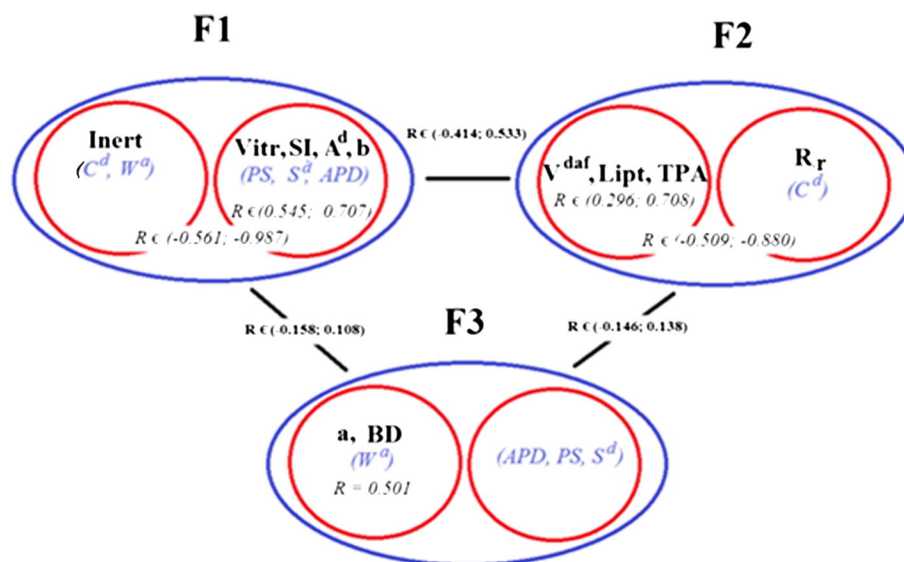 F1
F2
Inert
(C^d, W^a)
Vitr, SI, A^d, b
(PS, S^d, APD)
R є (0.545; 0.707)
R є (-0.561; -0.987)
R є (-0.414; 0.533)
V^daf, Lipt, TPA
R є (0.296; 0.708)
R_r
(C^d)
R є (-0.509; -0.880)
R є (-0.158; 0.108)
F3
R є (-0.146; 0.138)
a, BD
(W^a)
R = 0.501
(APD, PS, S^d)